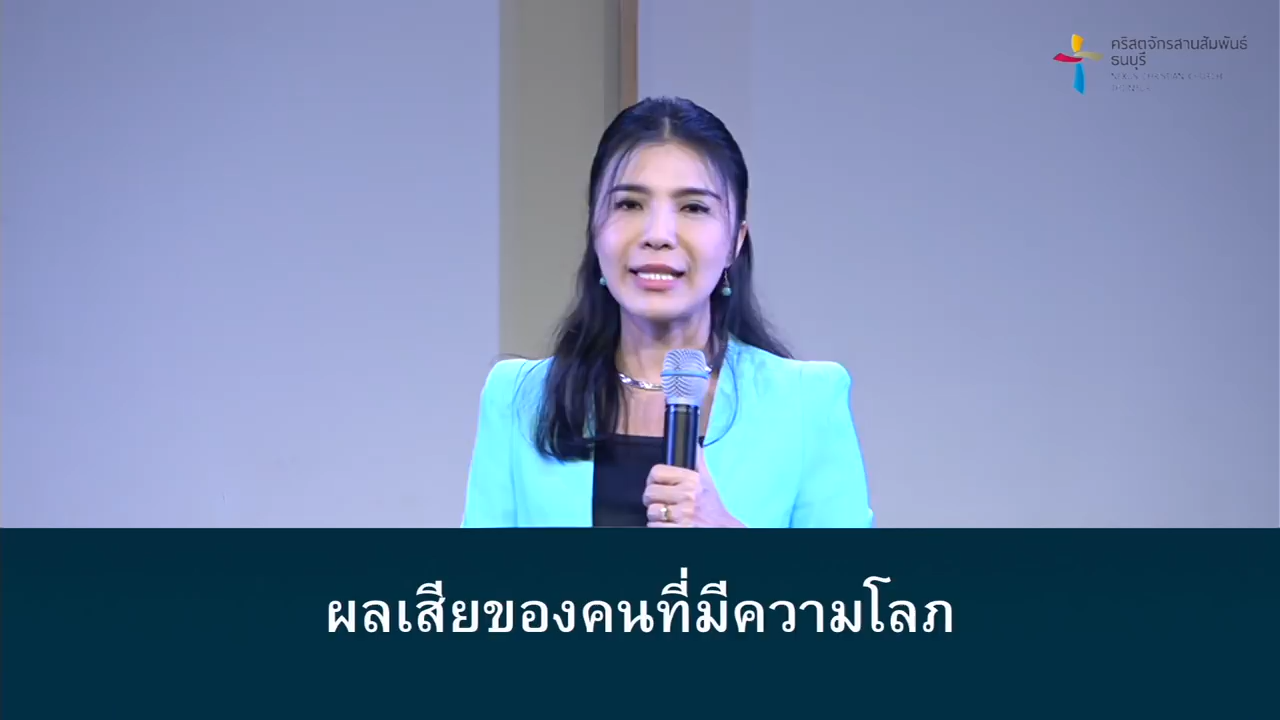 คริสตจักรสานสัมพันธ์
ธนบุรี
ผลเสียของคนที่มีความโลภ